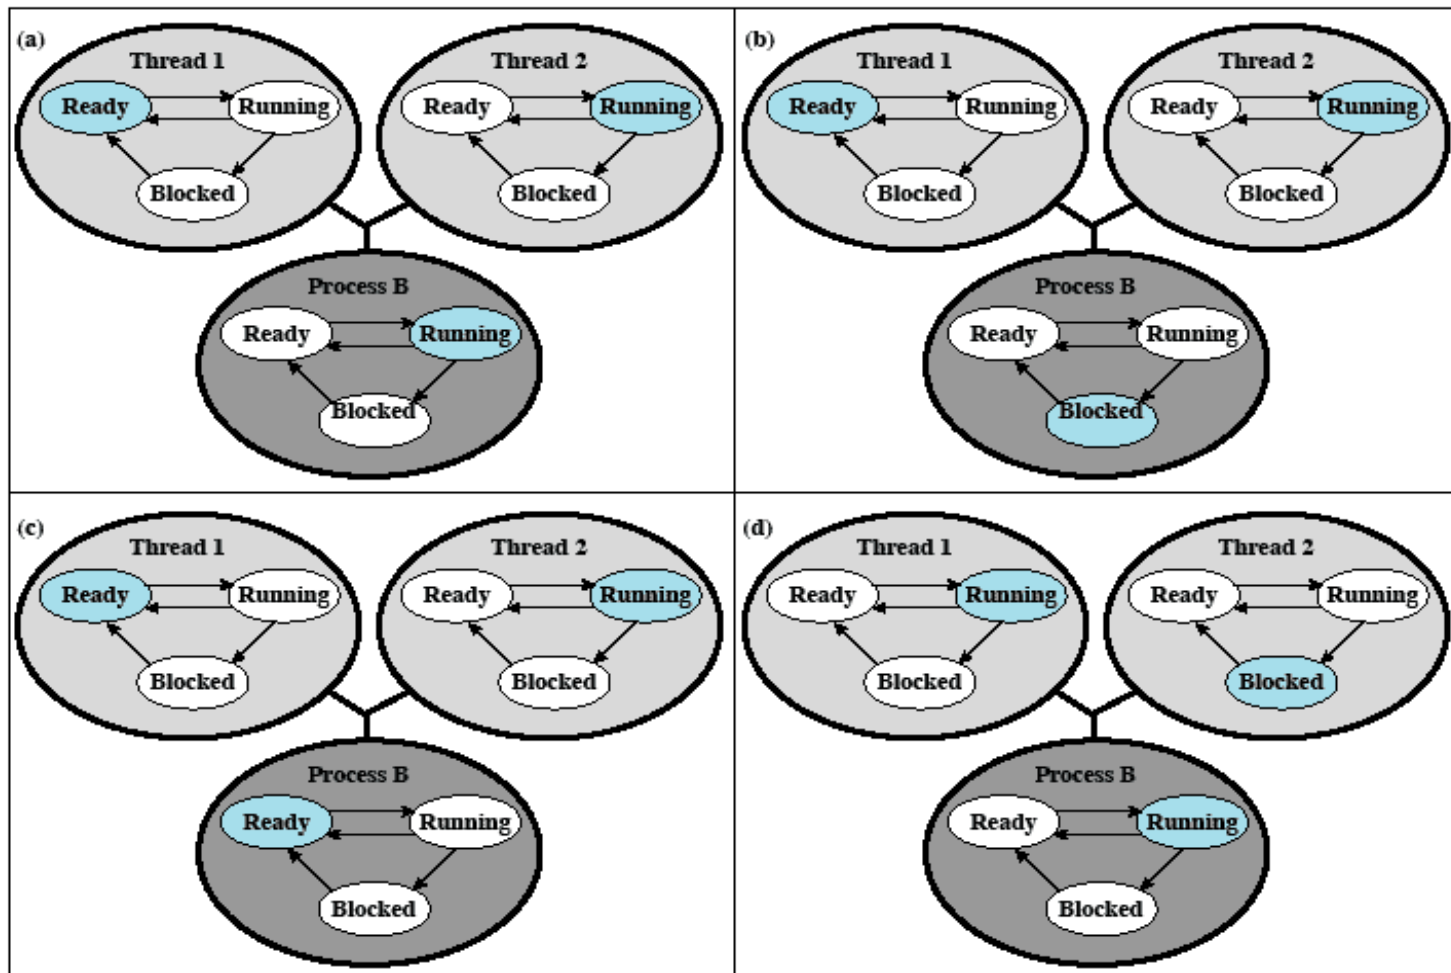 (a)
Thread 1
Thread 2
Ready
Running
Ready
Running
Blocked
Blocked
Process B
Ready
Running
Blocked
(b)
Thread 1
Thread 2
Ready
Running
Ready
Running
Blocked
Blocked
Process B
Ready
Running
Blocked
(c)
Thread 1
Thread 2
Ready
Running
Ready
Running
Blocked
Blocked
Process B
Ready
Running
Blocked
(d)
Thread 1
Thread 2
Ready
Running
Ready
Running
Blocked
Blocked
Process B
Ready
Running
Blocked